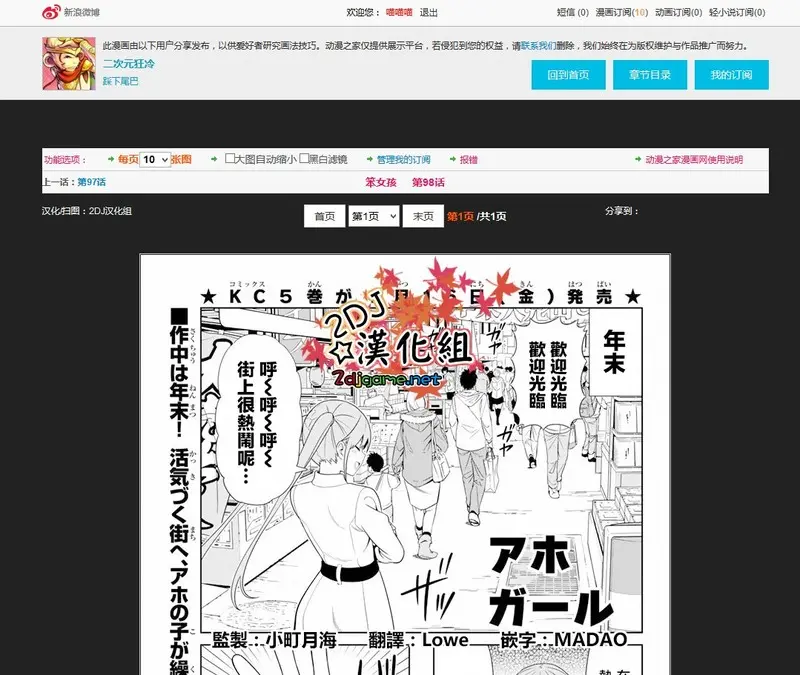 新浪微博
欢迎您： 喵喵喵 退出
短信 (0) 漫画订阅(10) 动画订阅(0) 轻小说订阅(0)
此漫画由以下用户分享发布，以供爱好者研究画法技巧。动漫之家仅提供展示平台，若侵犯到您的权益，请联系我们删除，我们始终在为版权维护与作品推广而努力。
二次元狂冷
踩下尾巴
回到首页
章节目录
我的订阅
功能选项： 每页 10 张图 大图自动缩小 黑白滤镜 管理我的订阅 报错 动漫之家漫画网使用说明
上一话：第97话
笨女孩 第98话
汉化/扫图：2DJ汉化组
首页 第1页 末页 第1页 /共1页
分享到：
★KC5巻が 月1 日 金）発売★
2DJ
☆漢化組
2djgame.net
年末
歡迎光臨
歡迎光臨
呼～呼～呼～
街上很熱鬧呢…
■作中は年末！ 活気づく街へ、アホの子が繰
アホ
ガール
監製：小町月海 翻譯：Lowe 嵌字：MADAO